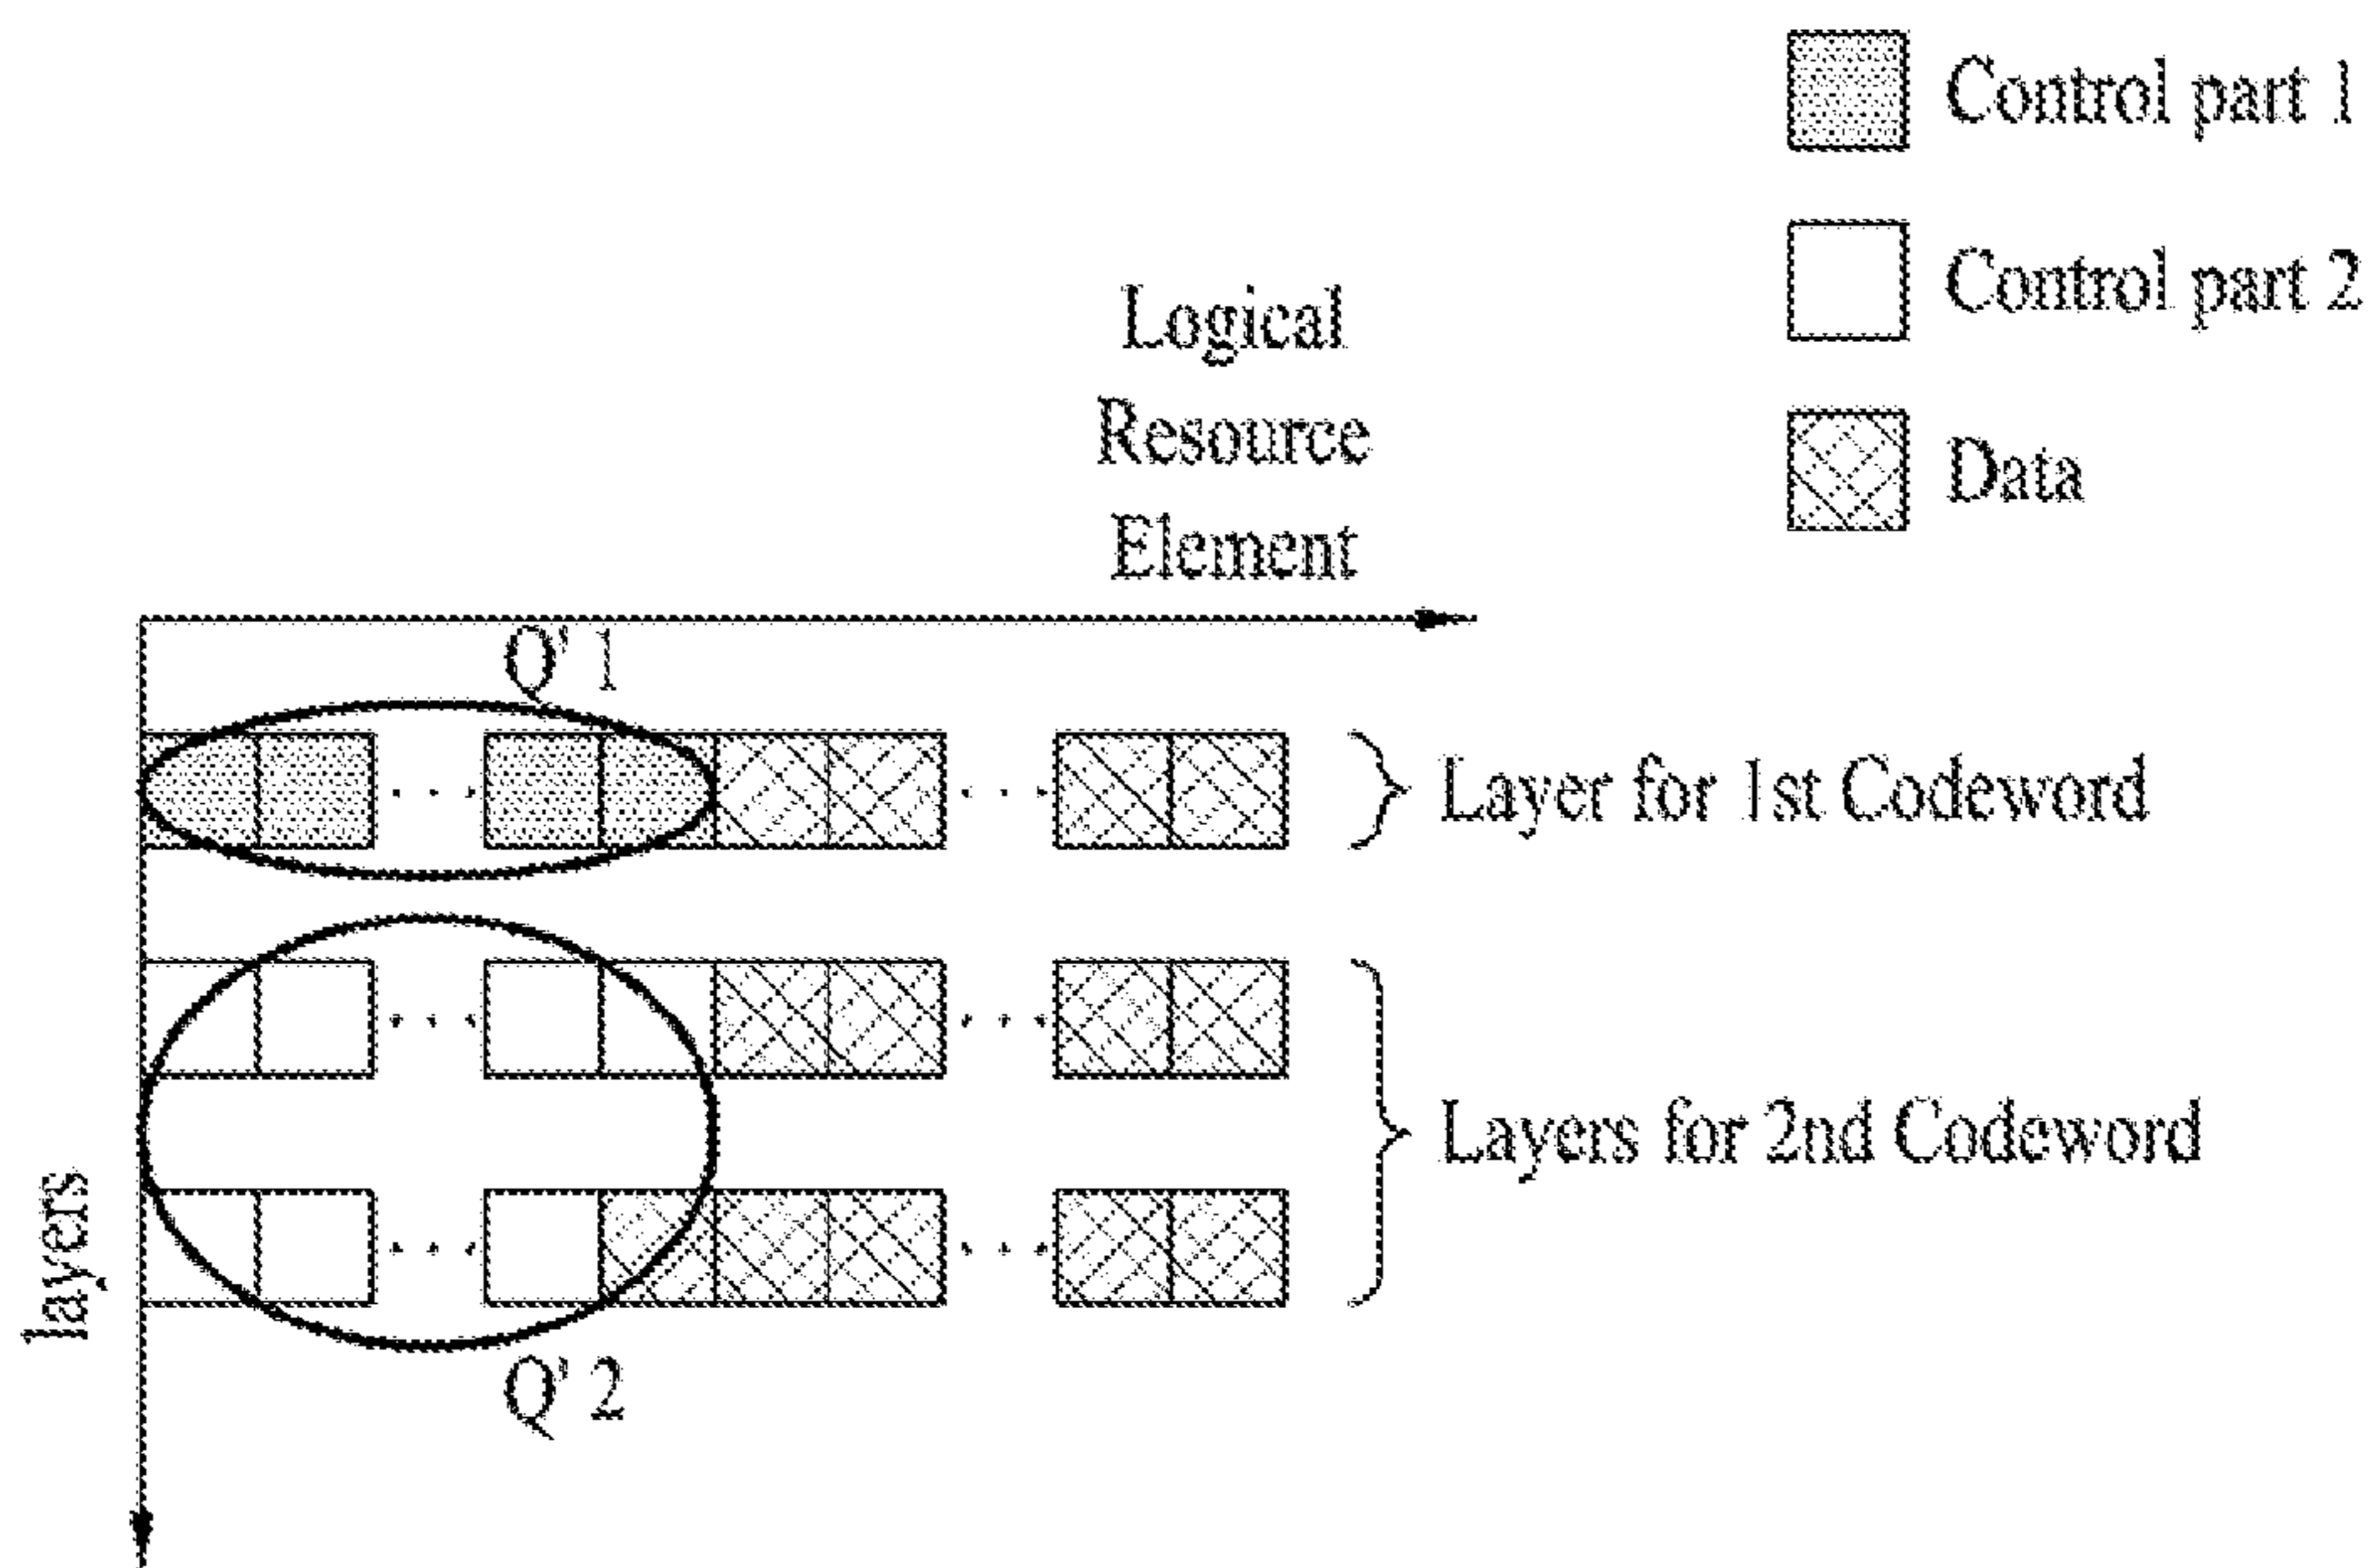 Control part 1
Control part 2
Data
Logical
Resource
Element
Q' 1
Layer for 1st Codeword
Layers for 2nd Codeword
layers
Q' 2